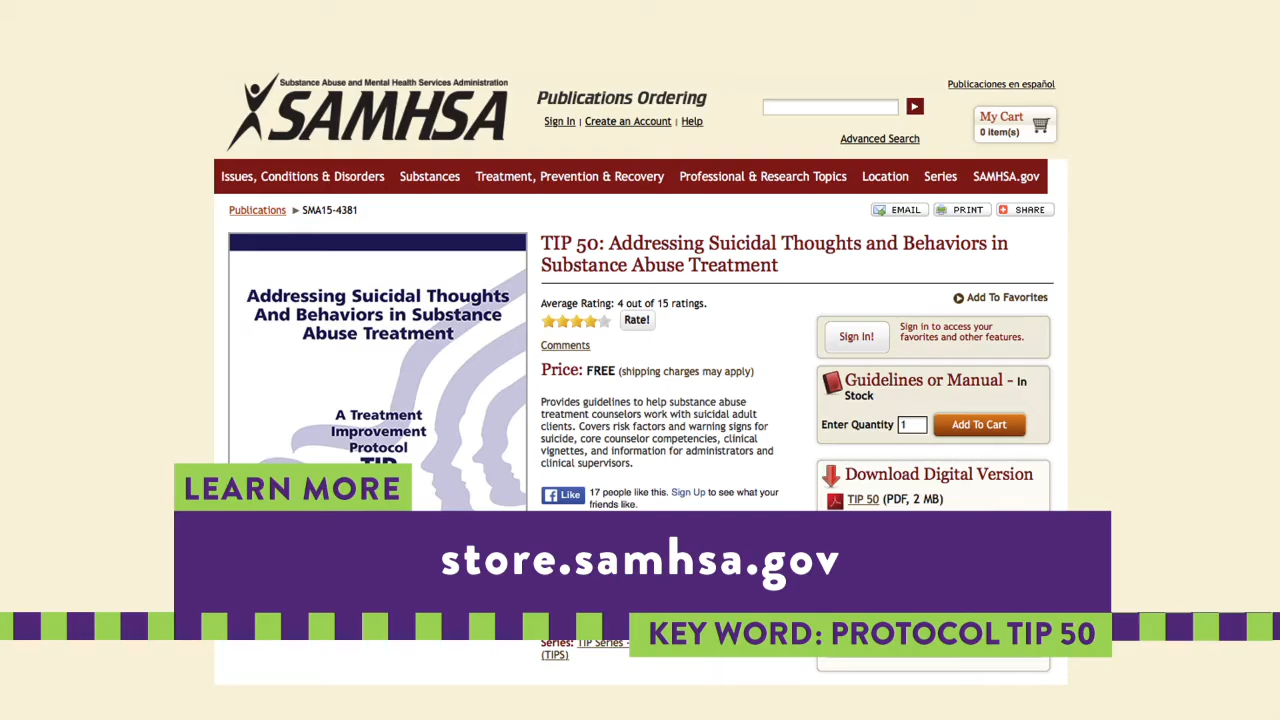 Substance Abuse and Mental Health Services Administration
SAMHSA
Publications Ordering
Sign In | Create an Account | Help
Advanced Search
Publicaciones en español
My Cart
0 item(s)
Issues, Conditions & Disorders Substances Treatment, Prevention & Recovery Professional & Research Topics Location Series SAMHSA.gov
Publications ▶ SMA15-4381
EMAIL PRINT SHARE
Addressing Suicidal Thoughts
And Behaviors in Substance
Abuse Treatment
A Treatment
Improvement
Protocol
TIP
TIP 50: Addressing Suicidal Thoughts and Behaviors in
Substance Abuse Treatment
Average Rating: 4 out of 15 ratings.
Rate!
Comments
Price: FREE (shipping charges may apply)
Provides guidelines to help substance abuse
treatment counselors work with suicidal adult
clients. Covers risk factors and warning signs for
suicide, core counselor competencies, clinical
vignettes, and information for administrators and
clinical supervisors.
Like 17 people like this. Sign Up to see what your
friends like.
Add To Favorites
Sign In!
Sign in to access your
favorites and other features.
Guidelines or Manual - In
Stock
Enter Quantity 1 Add To Cart
Download Digital Version
TIP 50 (PDF, 2 MB)
LEARN MORE
store.samhsa.gov
KEY WORD: PROTOCOL TIP 50
Series: TIP Series -
(TIPS)